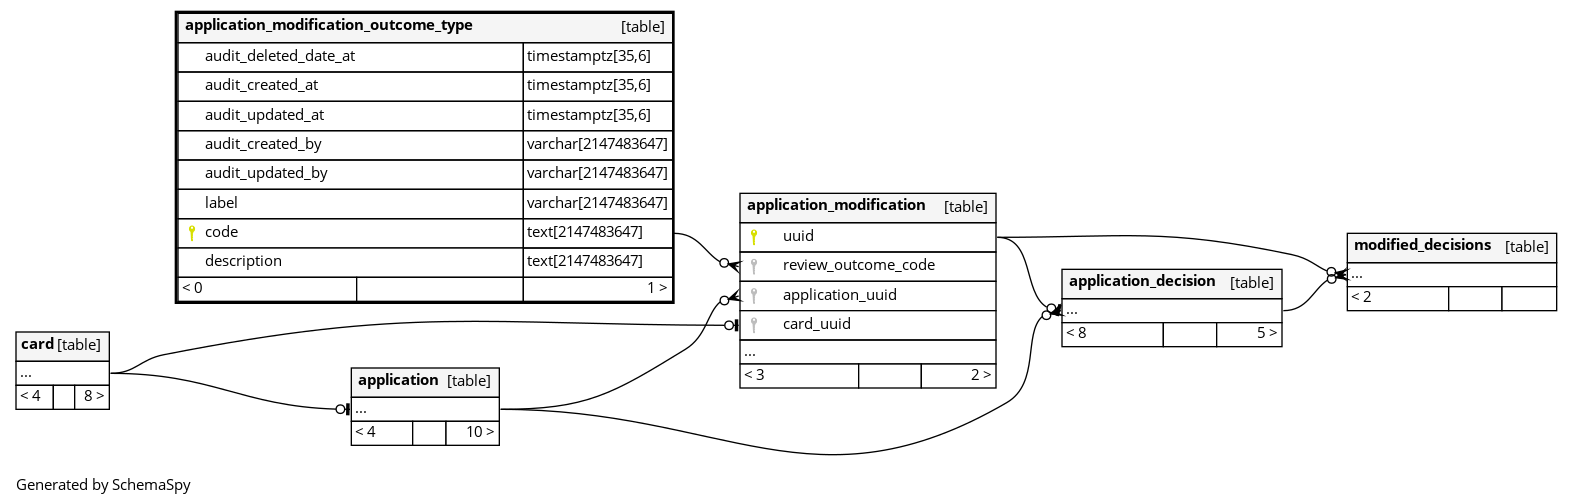 application_modification_outcome_type [table]
audit_deleted_date_at timestamptz[35,6]
audit_created_at timestamptz[35,6]
audit_updated_at timestamptz[35,6]
audit_created_by varchar[2147483647]
audit_updated_by varchar[2147483647]
label varchar[2147483647]
code text[2147483647]
description text[2147483647]
< 0 1 >
card [table]
...
< 4 8 >
application [table]
...
< 4 10 >
application_modification [table]
uuid
review_outcome_code
application_uuid
card_uuid
...
< 3 2 >
application_decision [table]
...
< 8 5 >
modified_decisions [table]
...
< 2
Generated by SchemaSpy